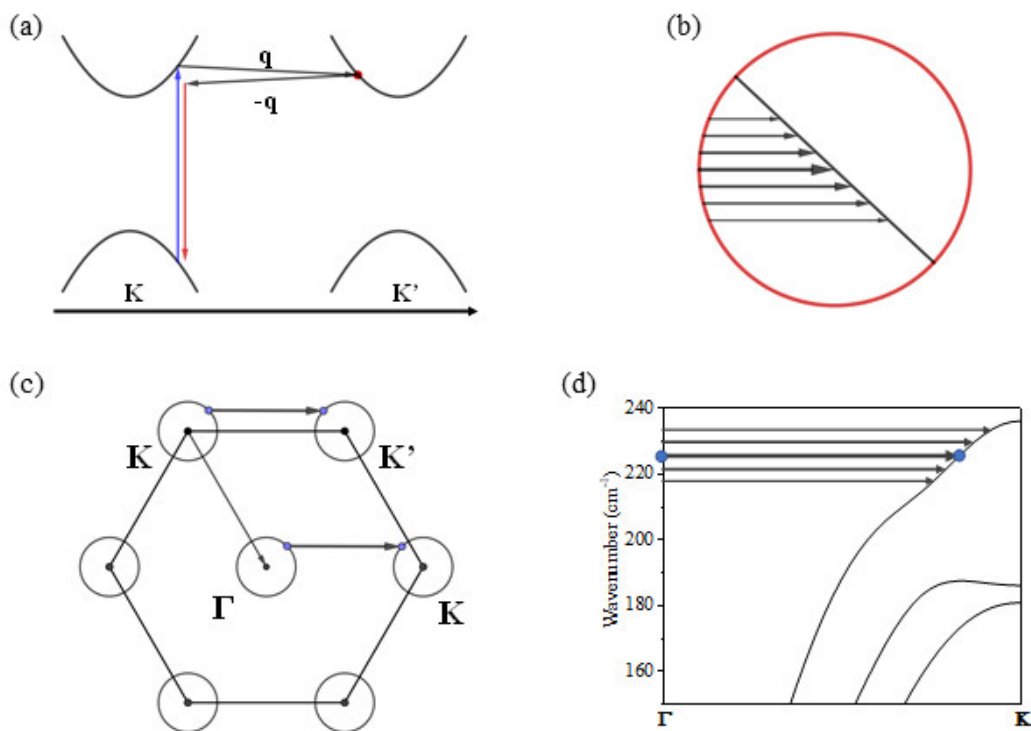 (a)
q
-q
K
K'
(b)
(c)
K
K'
Γ
K
(d)
Wavenumber (cm⁻¹)
240
220
200
180
160
Γ
K